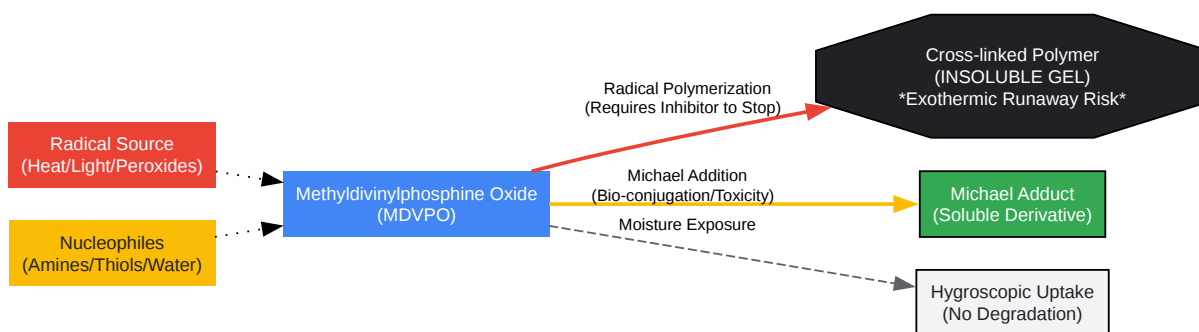 Radical Source
(Heat/Light/Peroxides)
Nucleophiles
(Amines/Thiols/Water)
Methyldivinylphosphine Oxide
(MDVPO)
Radical Polymerization
(Requires Inhibitor to Stop)
Michael Addition
(Bio-conjugation/Toxicity)
Moisture Exposure
Cross-linked Polymer
(INSOLUBLE GEL)
*Exothermic Runaway Risk*
Michael Adduct
(Soluble Derivative)
Hygroscopic Uptake
(No Degradation)